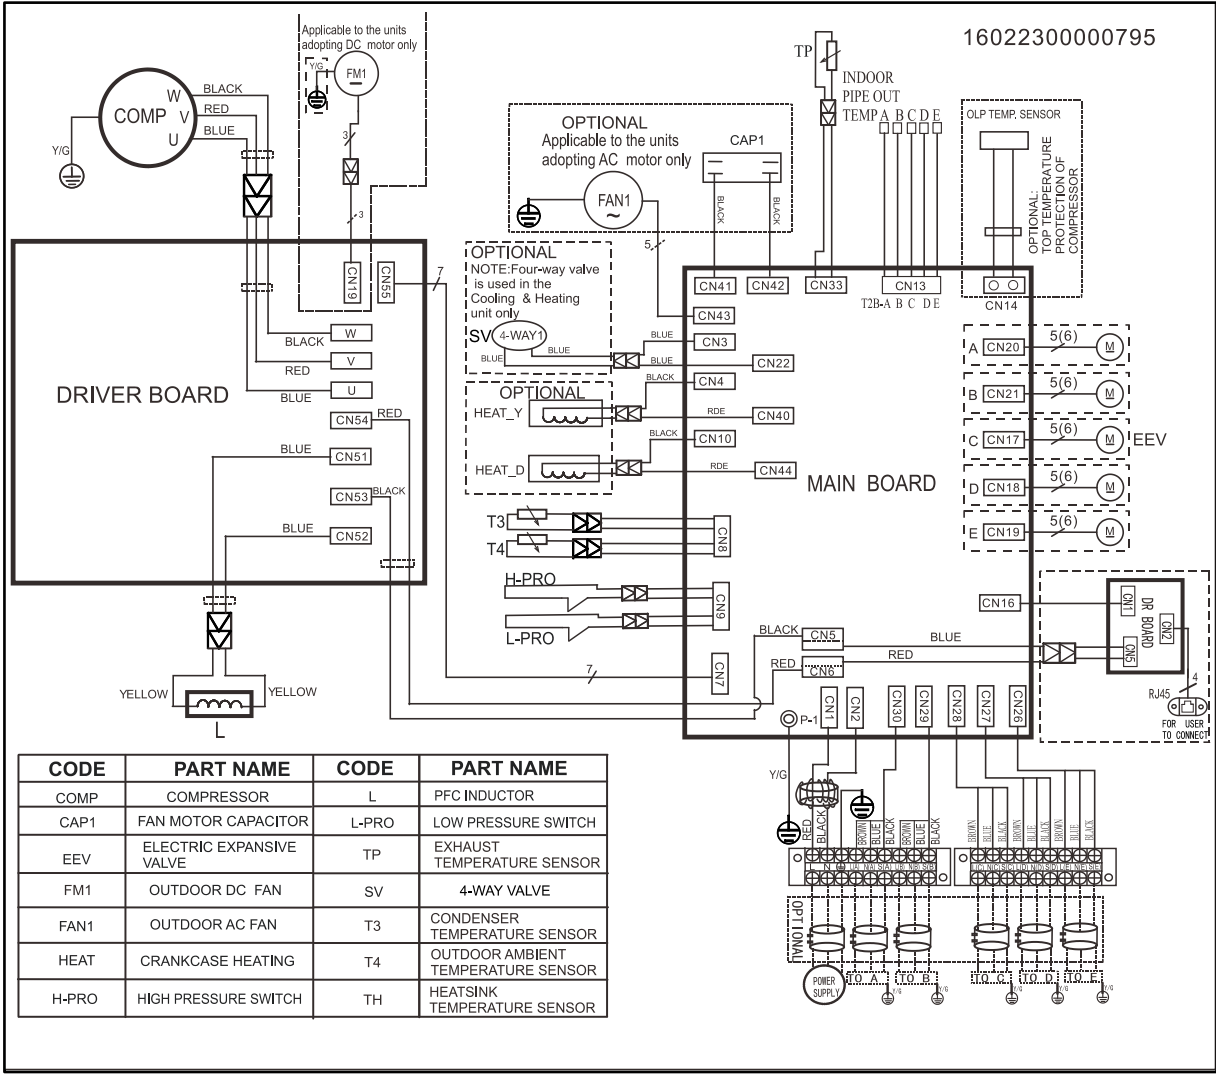 16022300000795
Applicable to the units
adopting DC motor only
Y/G
FM1
3
3
COMP
W
V
U
BLACK
RED
BLUE
Y/G
OPTIONAL
Applicable to the units
adopting AC motor only
CAP1
FAN1
~
BLACK
BLACK
5
TP
INDOOR
PIPE OUT
TEMP A B C D E
OLP TEMP. SENSOR
OPTIONAL:
TOP TEMPERATURE
PROTECTION OF
COMPRESSOR
CN41
CN42
CN33
CN13
T2B-A B C D E
CN14
DRIVER BOARD
CN19
CN55
7
W
BLACK
V
RED
U
BLUE
CN54
RED
BLUE
CN51
CN53
BLACK
BLUE
CN52
YELLOW
YELLOW
L
OPTIONAL
NOTE:Four-way valve
is used in the
Cooling & Heating
unit only
SV
4-WAY1
BLUE
BLUE
BLUE
BLUE
CN43
CN3
CN22
OPTIONAL
HEAT_Y
HEAT_D
BLACK
CN4
RDE
CN40
BLACK
CN10
RDE
CN44
MAIN BOARD
T3
T4
CN8
H-PRO
L-PRO
CN9
7
CN7
A
CN20
5(6)
M
B
CN21
5(6)
M
C
CN17
5(6)
M
EEV
D
CN18
5(6)
M
E
CN19
5(6)
M
CN16
CN1
DR BOARD
CN2
CN5
4
RJ45
FOR USER
TO CONNECT
BLACK
CN5
BLUE
RED
CN6
RED
P-1
CN1
CN2
CN30
CN29
CN28
CN27
CN26
Y/G
RED
BLACK
BROWN
BLUE
BLACK
BROWN
BLUE
BLACK
BROWN
BLUE
BLACK
BROWN
BLUE
BLACK
BROWN
BLUE
BLACK
L N L(A) N(A) S(A) L(B) N(B) S(B)
L(C) N(C) S(C) L(D) N(D) S(D) L(E) N(E) S(E)
OPTIONAL
POWER
SUPPLY
TO A
Y/G
TO B
Y/G
TO C
Y/G
TO D
Y/G
TO E
Y/G
CODE PART NAME CODE PART NAME
COMP COMPRESSOR L PFC INDUCTOR
CAP1 FAN MOTOR CAPACITOR L-PRO LOW PRESSURE SWITCH
EEV ELECTRIC EXPANSIVE VALVE TP EXHAUST TEMPERATURE SENSOR
FM1 OUTDOOR DC FAN SV 4-WAY VALVE
FAN1 OUTDOOR AC FAN T3 CONDENSER TEMPERATURE SENSOR
HEAT CRANKCASE HEATING T4 OUTDOOR AMBIENT TEMPERATURE SENSOR
H-PRO HIGH PRESSURE SWITCH TH HEATSINK TEMPERATURE SENSOR